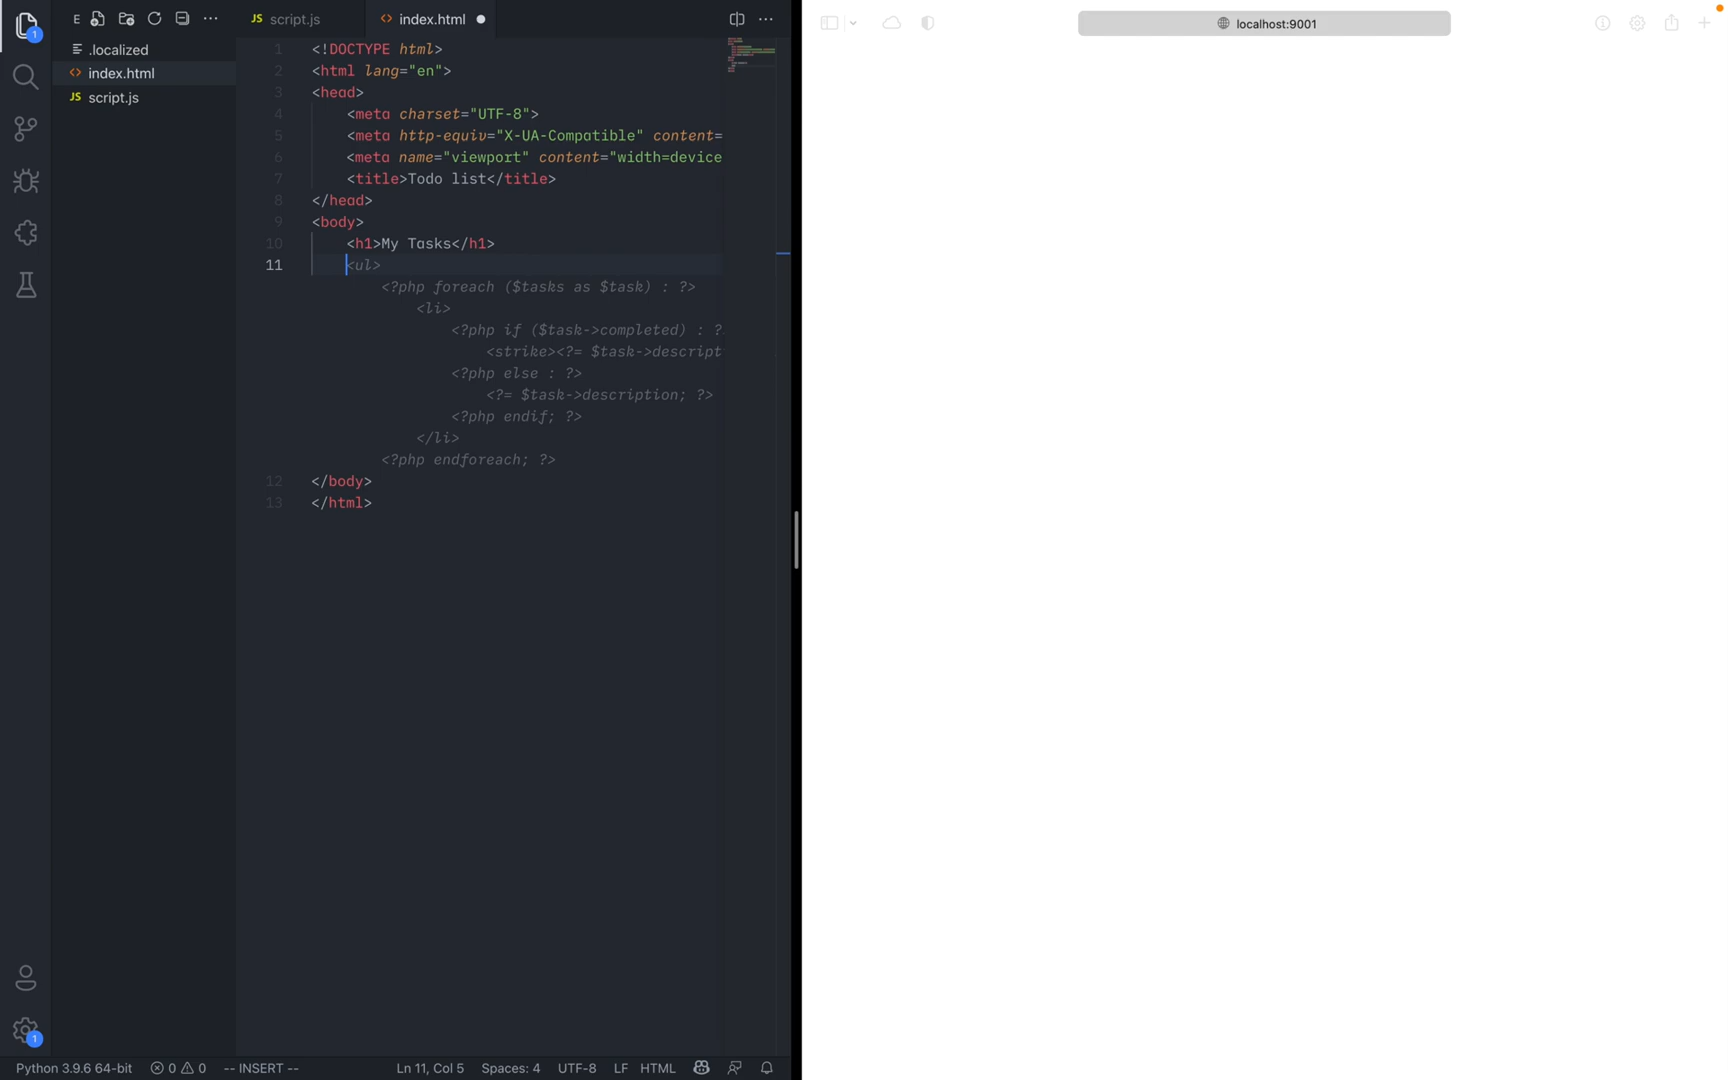 1
E
script.js
index.html
localhost:9001
.localized
index.html
script.js
1 <!DOCTYPE html>
2 <html lang="en">
3 <head>
4 <meta charset="UTF-8">
5 <meta http-equiv="X-UA-Compatible" content=
6 <meta name="viewport" content="width=device
7 <title>Todo list</title>
8 </head>
9 <body>
10 <h1>My Tasks</h1>
11 <ul>
<?php foreach ($tasks as $task) : ?>
<li>
<?php if ($task->completed) : ?
<strike><?= $task->descript
<?php else : ?>
<?= $task->description; ?>
<?php endif; ?>
</li>
<?php endforeach; ?>
12 </body>
13 </html>
1
Python 3.9.6 64-bit 0 0 -- INSERT -- Ln 11, Col 5 Spaces: 4 UTF-8 LF HTML